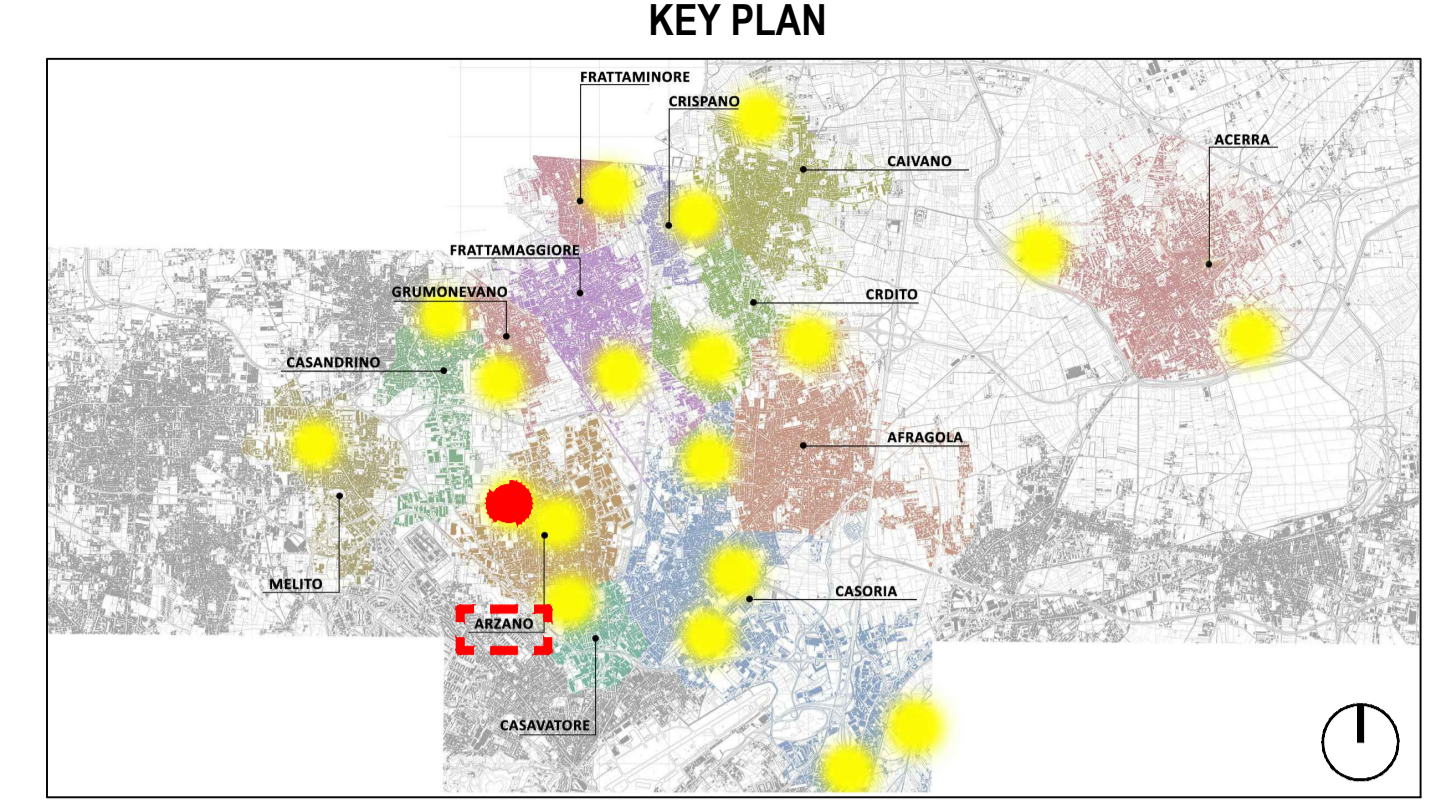 KEY PLAN
FRATTAMINORE
CRISPANO
ACERRA
CAIVANO
FRATTAMAGGIORE
GRUMONEVANO
CRDITO
CASANDRINO
AFRAGOLA
MELITO
CASORIA
ARZANO
CASAVATORE